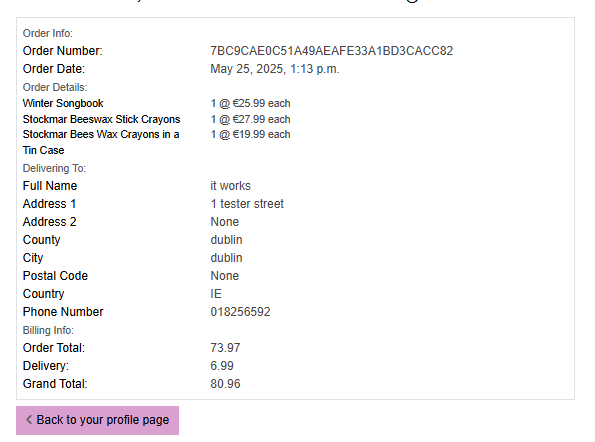 Order Info:
Order Number: 7BC9CAE0C51A49AEAFE33A1BD3CACC82
Order Date: May 25, 2025, 1:13 p.m.
Order Details:
Winter Songbook 1 @ €25.99 each
Stockmar Beeswax Stick Crayons 1 @ €27.99 each
Stockmar Bees Wax Crayons in a 1 @ €19.99 each
Tin Case
Delivering To:
Full Name it works
Address 1 1 tester street
Address 2 None
County dublin
City dublin
Postal Code None
Country IE
Phone Number 018256592
Billing Info:
Order Total: 73.97
Delivery: 6.99
Grand Total: 80.96
< Back to your profile page